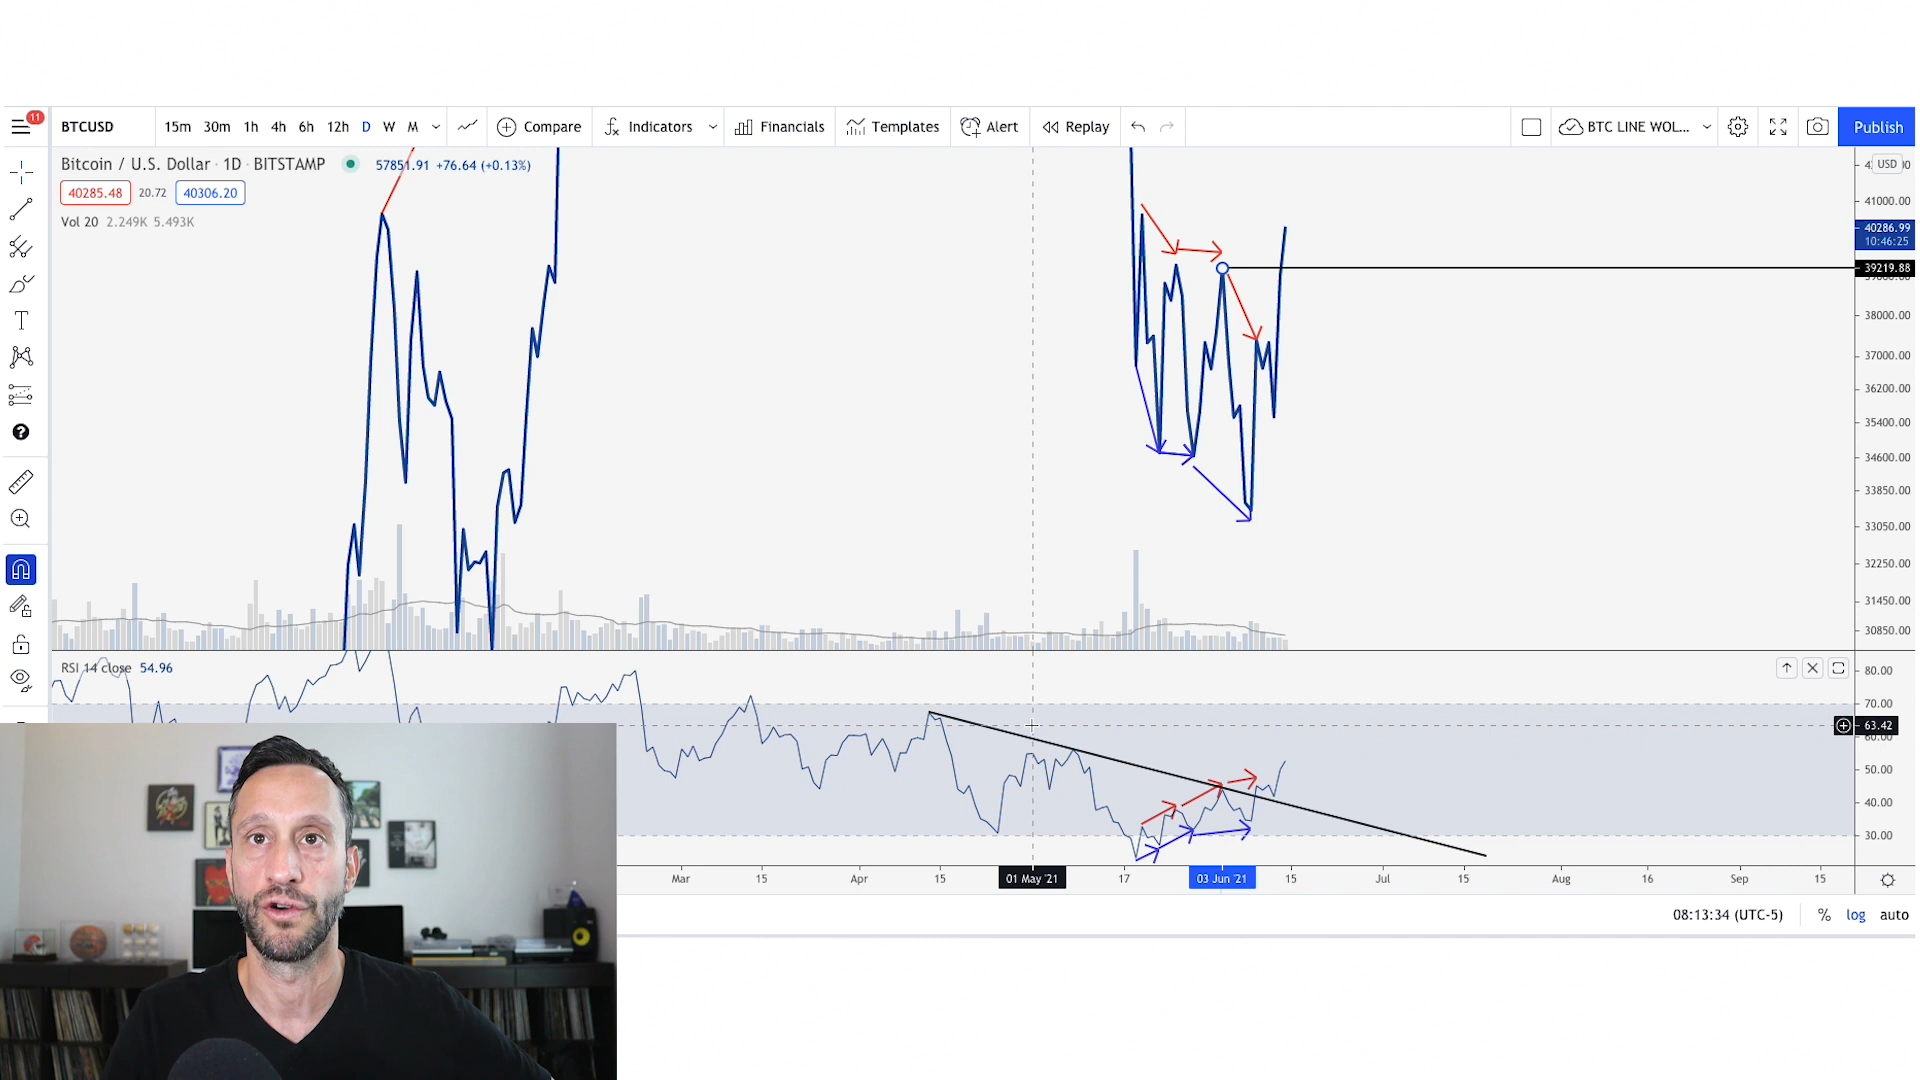 11
BTCUSD 15m 30m 1h 4h 6h 12h D W M Compare Indicators Financials Templates Alert Replay BTC LINE WOL... Publish
Bitcoin / U.S. Dollar · 1D · BITSTAMP 57851.91 +76.64 (+0.13%)
USD
40285.48 20.72 40306.20
Vol 20 2.249K 5.493K
41000.00
40286.99
10:46:25
39219.88
38000.00
37000.00
36200.00
35400.00
34600.00
33850.00
33050.00
32250.00
31450.00
30850.00
RSI 14 close 54.96
80.00
70.00
63.42
60.00
50.00
40.00
30.00
Mar 15 Apr 15 01 May '21 17 03 Jun '21 15 Jul 15 Aug 16 Sep 15
08:13:34 (UTC-5) % log auto